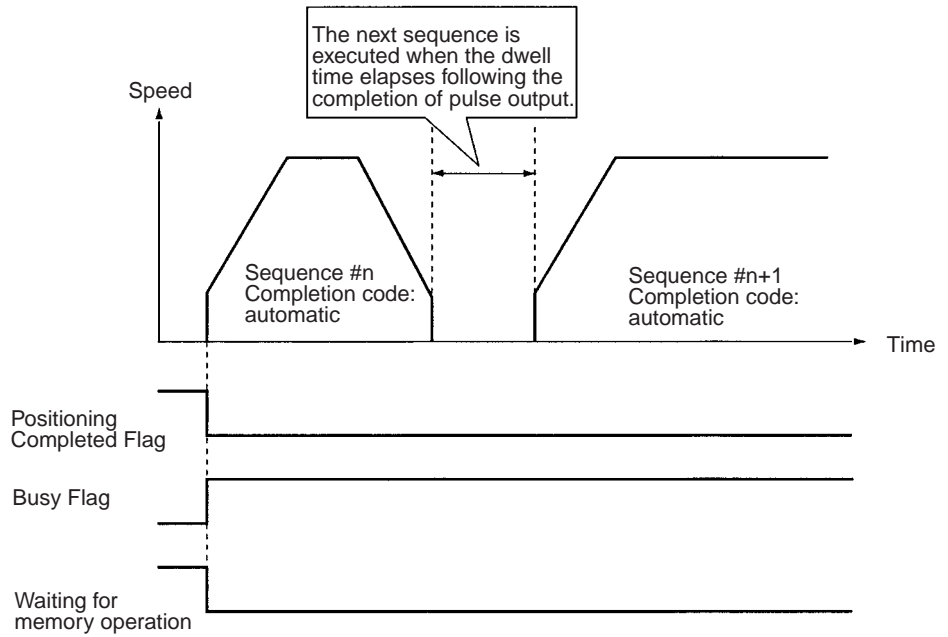 The next sequence is
executed when the dwell
time elapses following the
completion of pulse output.
Speed
Sequence #n
Completion code:
automatic
Sequence #n+1
Completion code:
automatic
Time
Positioning
Completed Flag
Busy Flag
Waiting for
memory operation